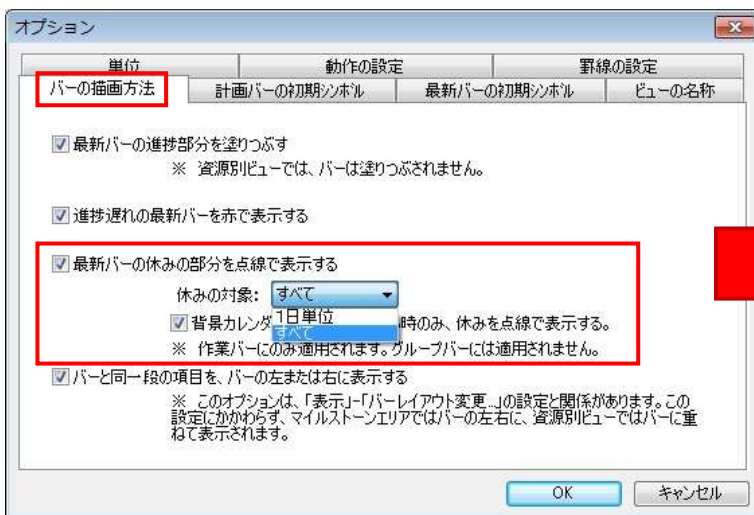 オプション
単位
動作の設定
罫線の設定
バーの描画方法
計画バーの初期シンボル
最新バーの初期シンボル
ビューの名称
最新バーの進捗部分を塗りつぶす
※ 資源別ビューでは、バーは塗りつぶされません。
進捗遅れの最新バーを赤で表示する
最新バーの休みの部分を点線で表示する
休みの対象: すべて
1日単位
すべて
背景カレンダ
時のみ、休みを点線で表示する。
※ 作業バーにのみ適用されます。グループバーには適用されません。
バーと同一段の項目を、バーの左または右に表示する
※ このオプションは、「表示」-「バーレイアウト変更...」の設定と関係があります。この
設定にかかわらず、マイルストーンエリアではバーの左右に、資源別ビューではバーに重
ねて表示されます。
OK
キャンセル